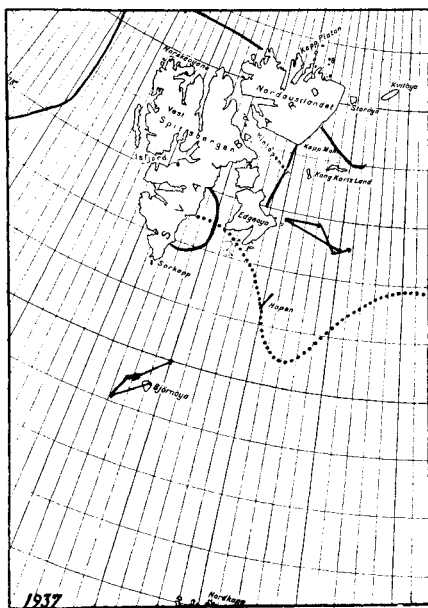 Norskøyane
Kapp Platen
Kvitøya
Nordaustlandet
Storøya
Vest
Spitsbergen
Hinlopen
Isfjord
Kapp Mohn
Kong Karls Land
Edgeøya
Sørkapp
Hopen
Bjørnøya
1937
Nordkapp